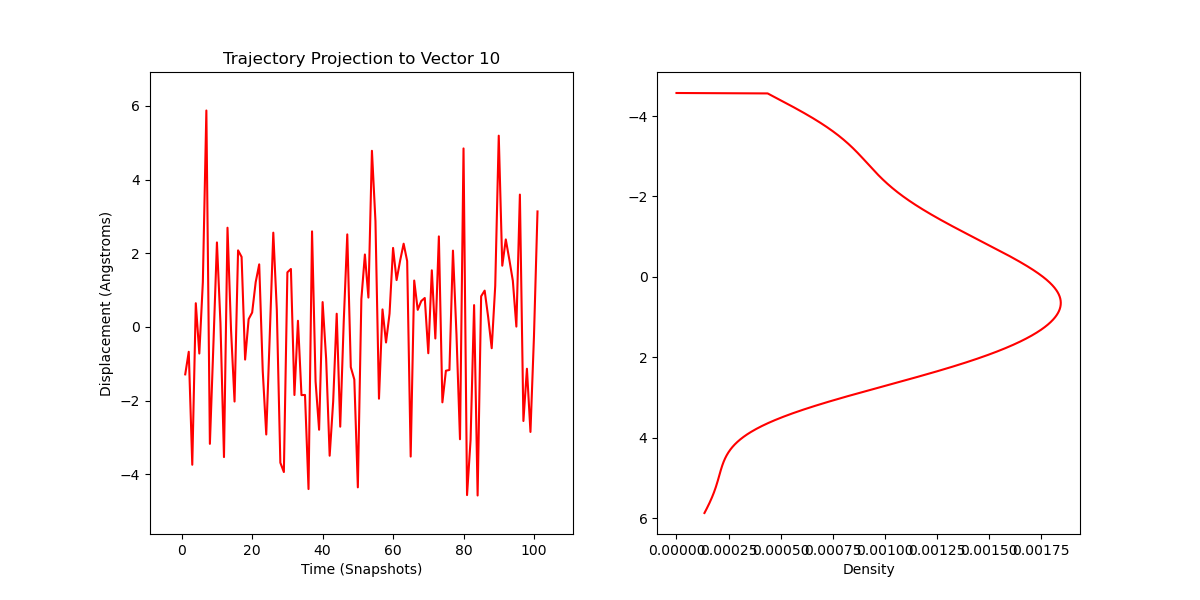 Trajectory Projection to Vector 10
Displacement (Angstroms)
6
4
2
0
−2
−4
0 20 40 60 80 100
Time (Snapshots)
−4
−2
0
2
4
6
0.00000 0.00025 0.00050 0.00075 0.00100 0.00125 0.00150 0.00175
Density